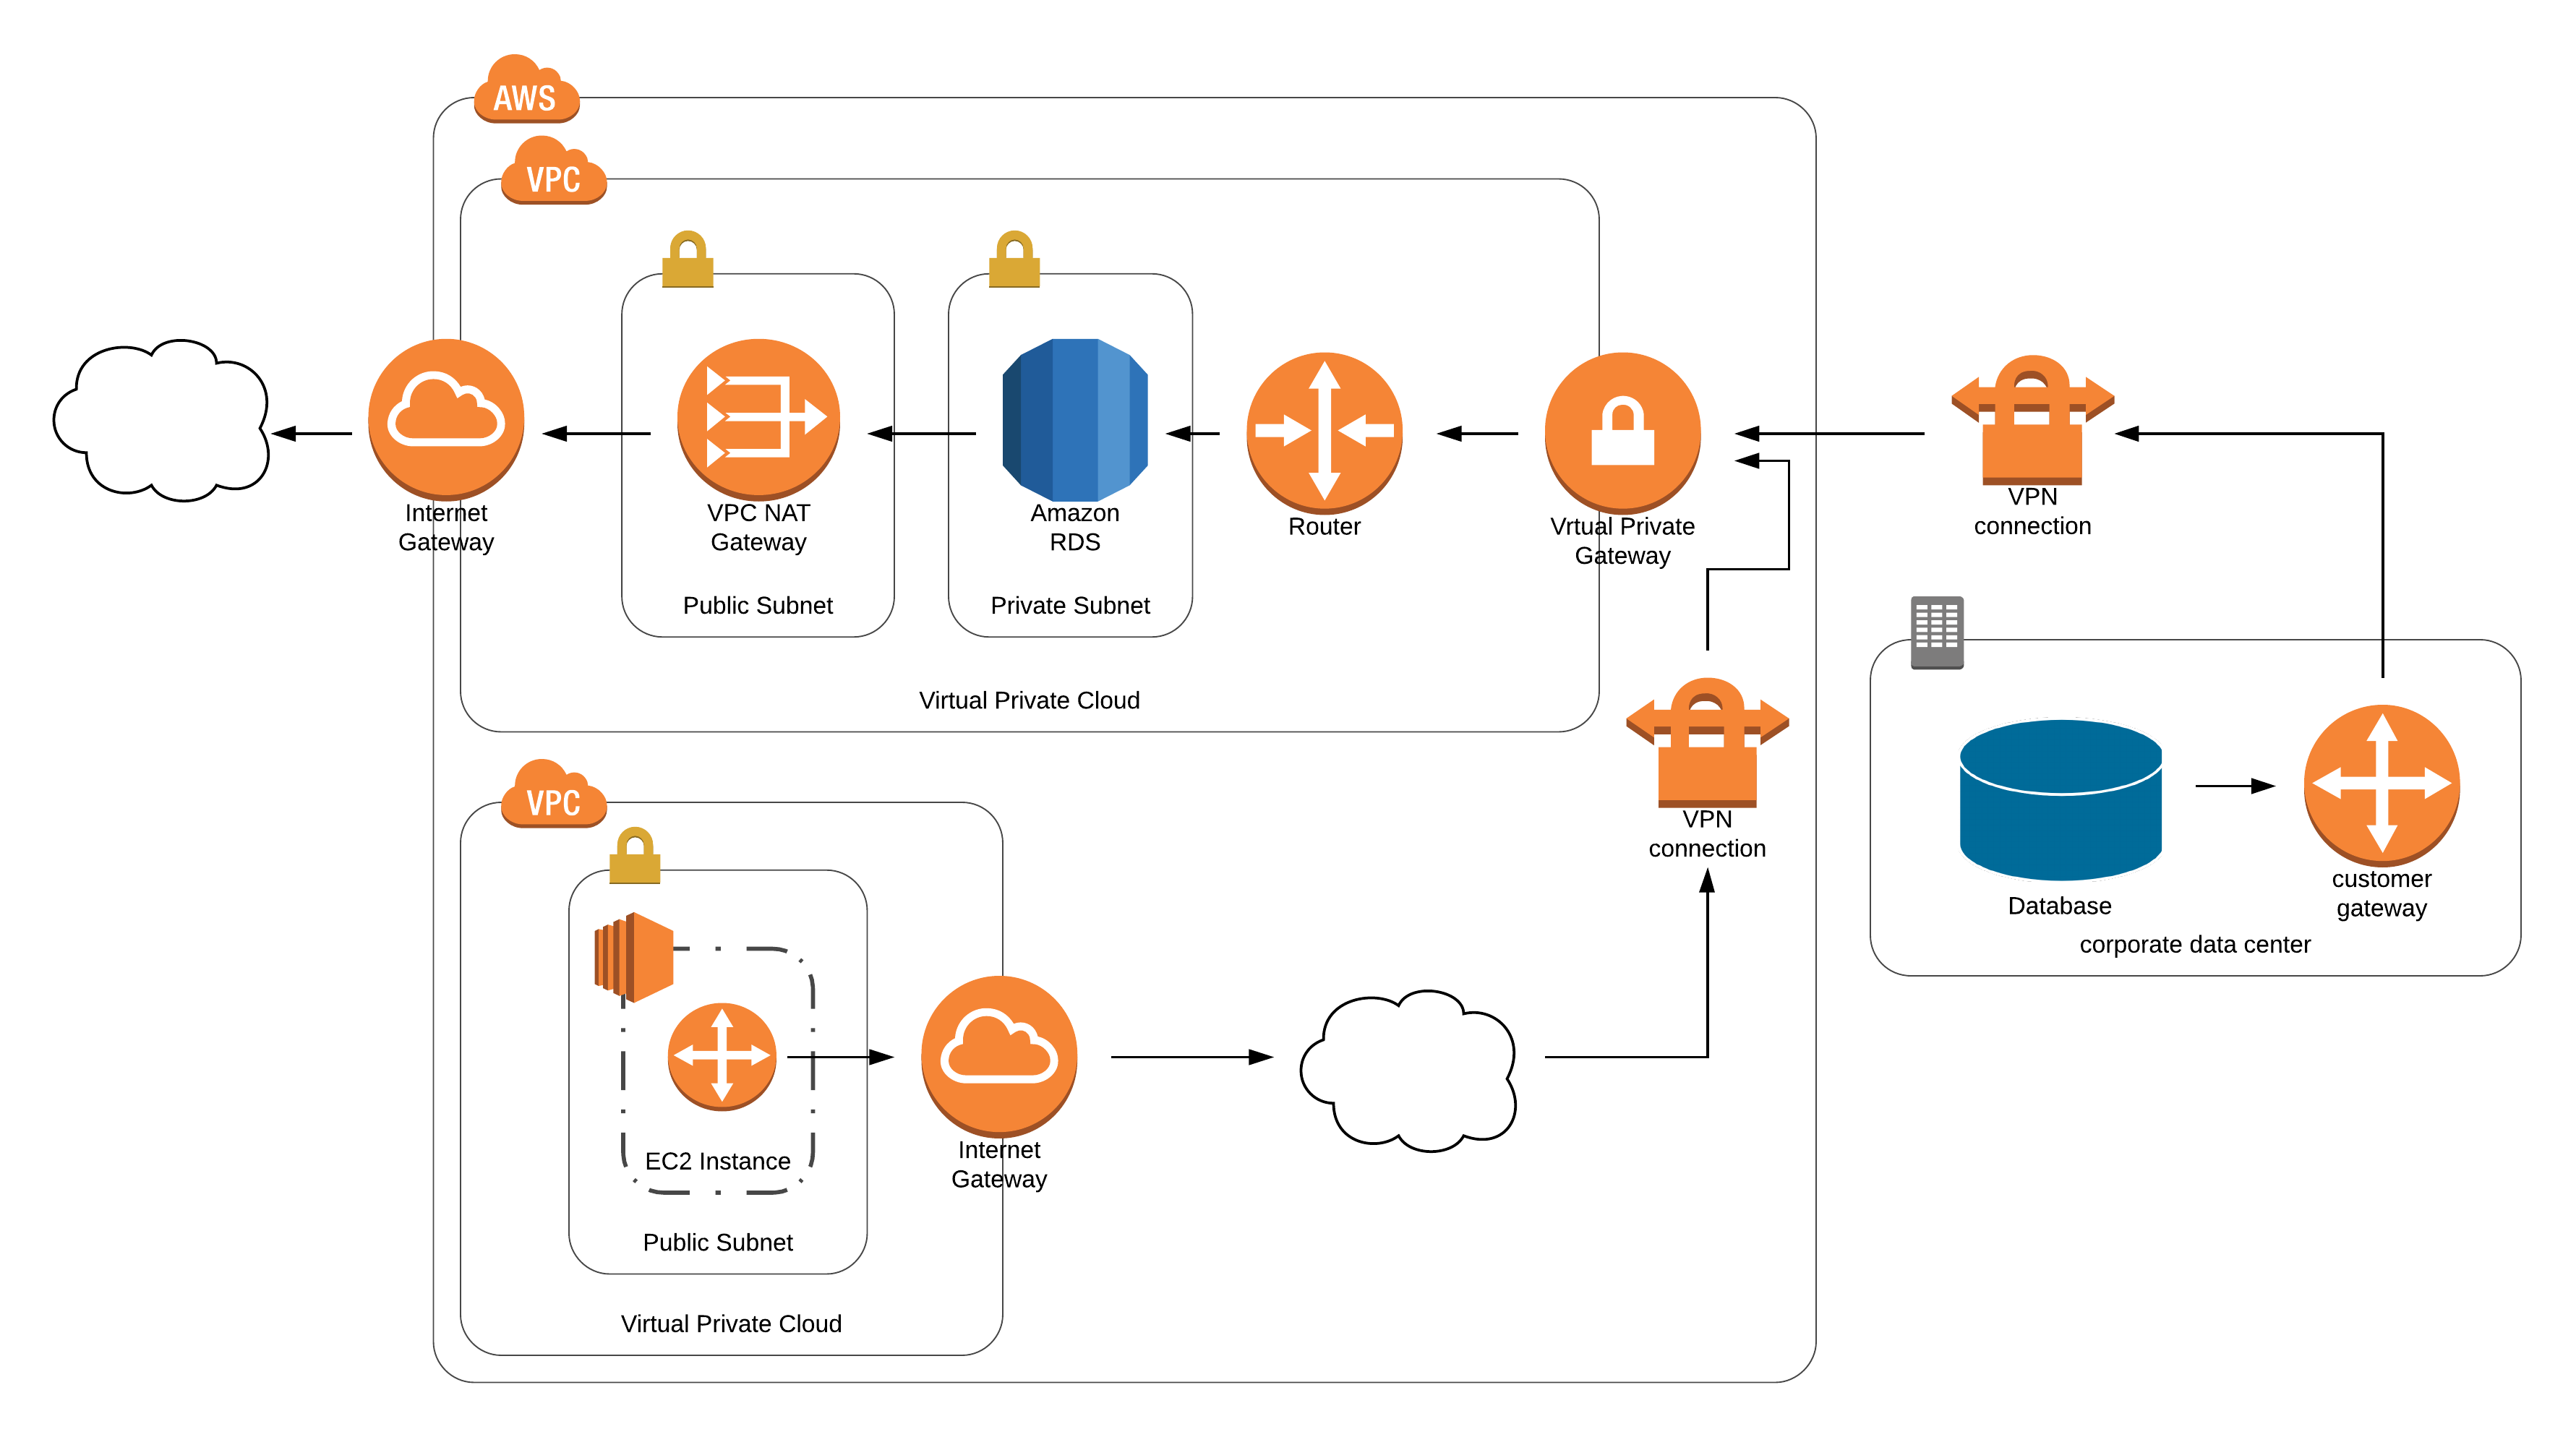 AWS
VPC
Internet
Gateway
VPC NAT
Gateway
Public Subnet
Amazon
RDS
Private Subnet
Router
Vrtual Private
Gateway
VPN
connection
Virtual Private Cloud
VPN
connection
Database
customer
gateway
corporate data center
VPC
EC2 Instance
Public Subnet
Internet
Gateway
Virtual Private Cloud